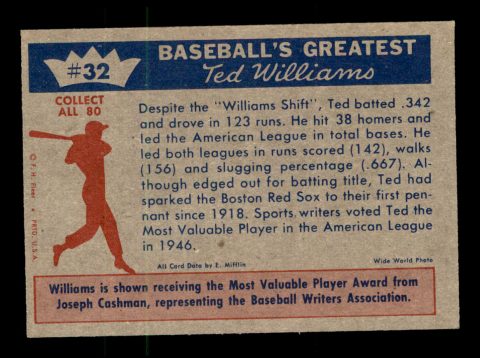 #32
BASEBALL'S GREATEST
Ted Williams
COLLECT
ALL 80
Despite the "Williams Shift", Ted batted .342
and drove in 123 runs. He hit 38 homers and
led the American League in total bases. He
led both leagues in runs scored (142), walks
(156) and slugging percentage (.667). Al-
though edged out for batting title, Ted had
sparked the Boston Red Sox to their first pen-
nant since 1918. Sports writers voted Ted the
Most Valuable Player in the American League
in 1946.
© F. H. Fleer • PRTD. U.S.A.
All Card Data by E. Mifflin
Wide World Photo
Williams is shown receiving the Most Valuable Player Award from
Joseph Cashman, representing the Baseball Writers Association.